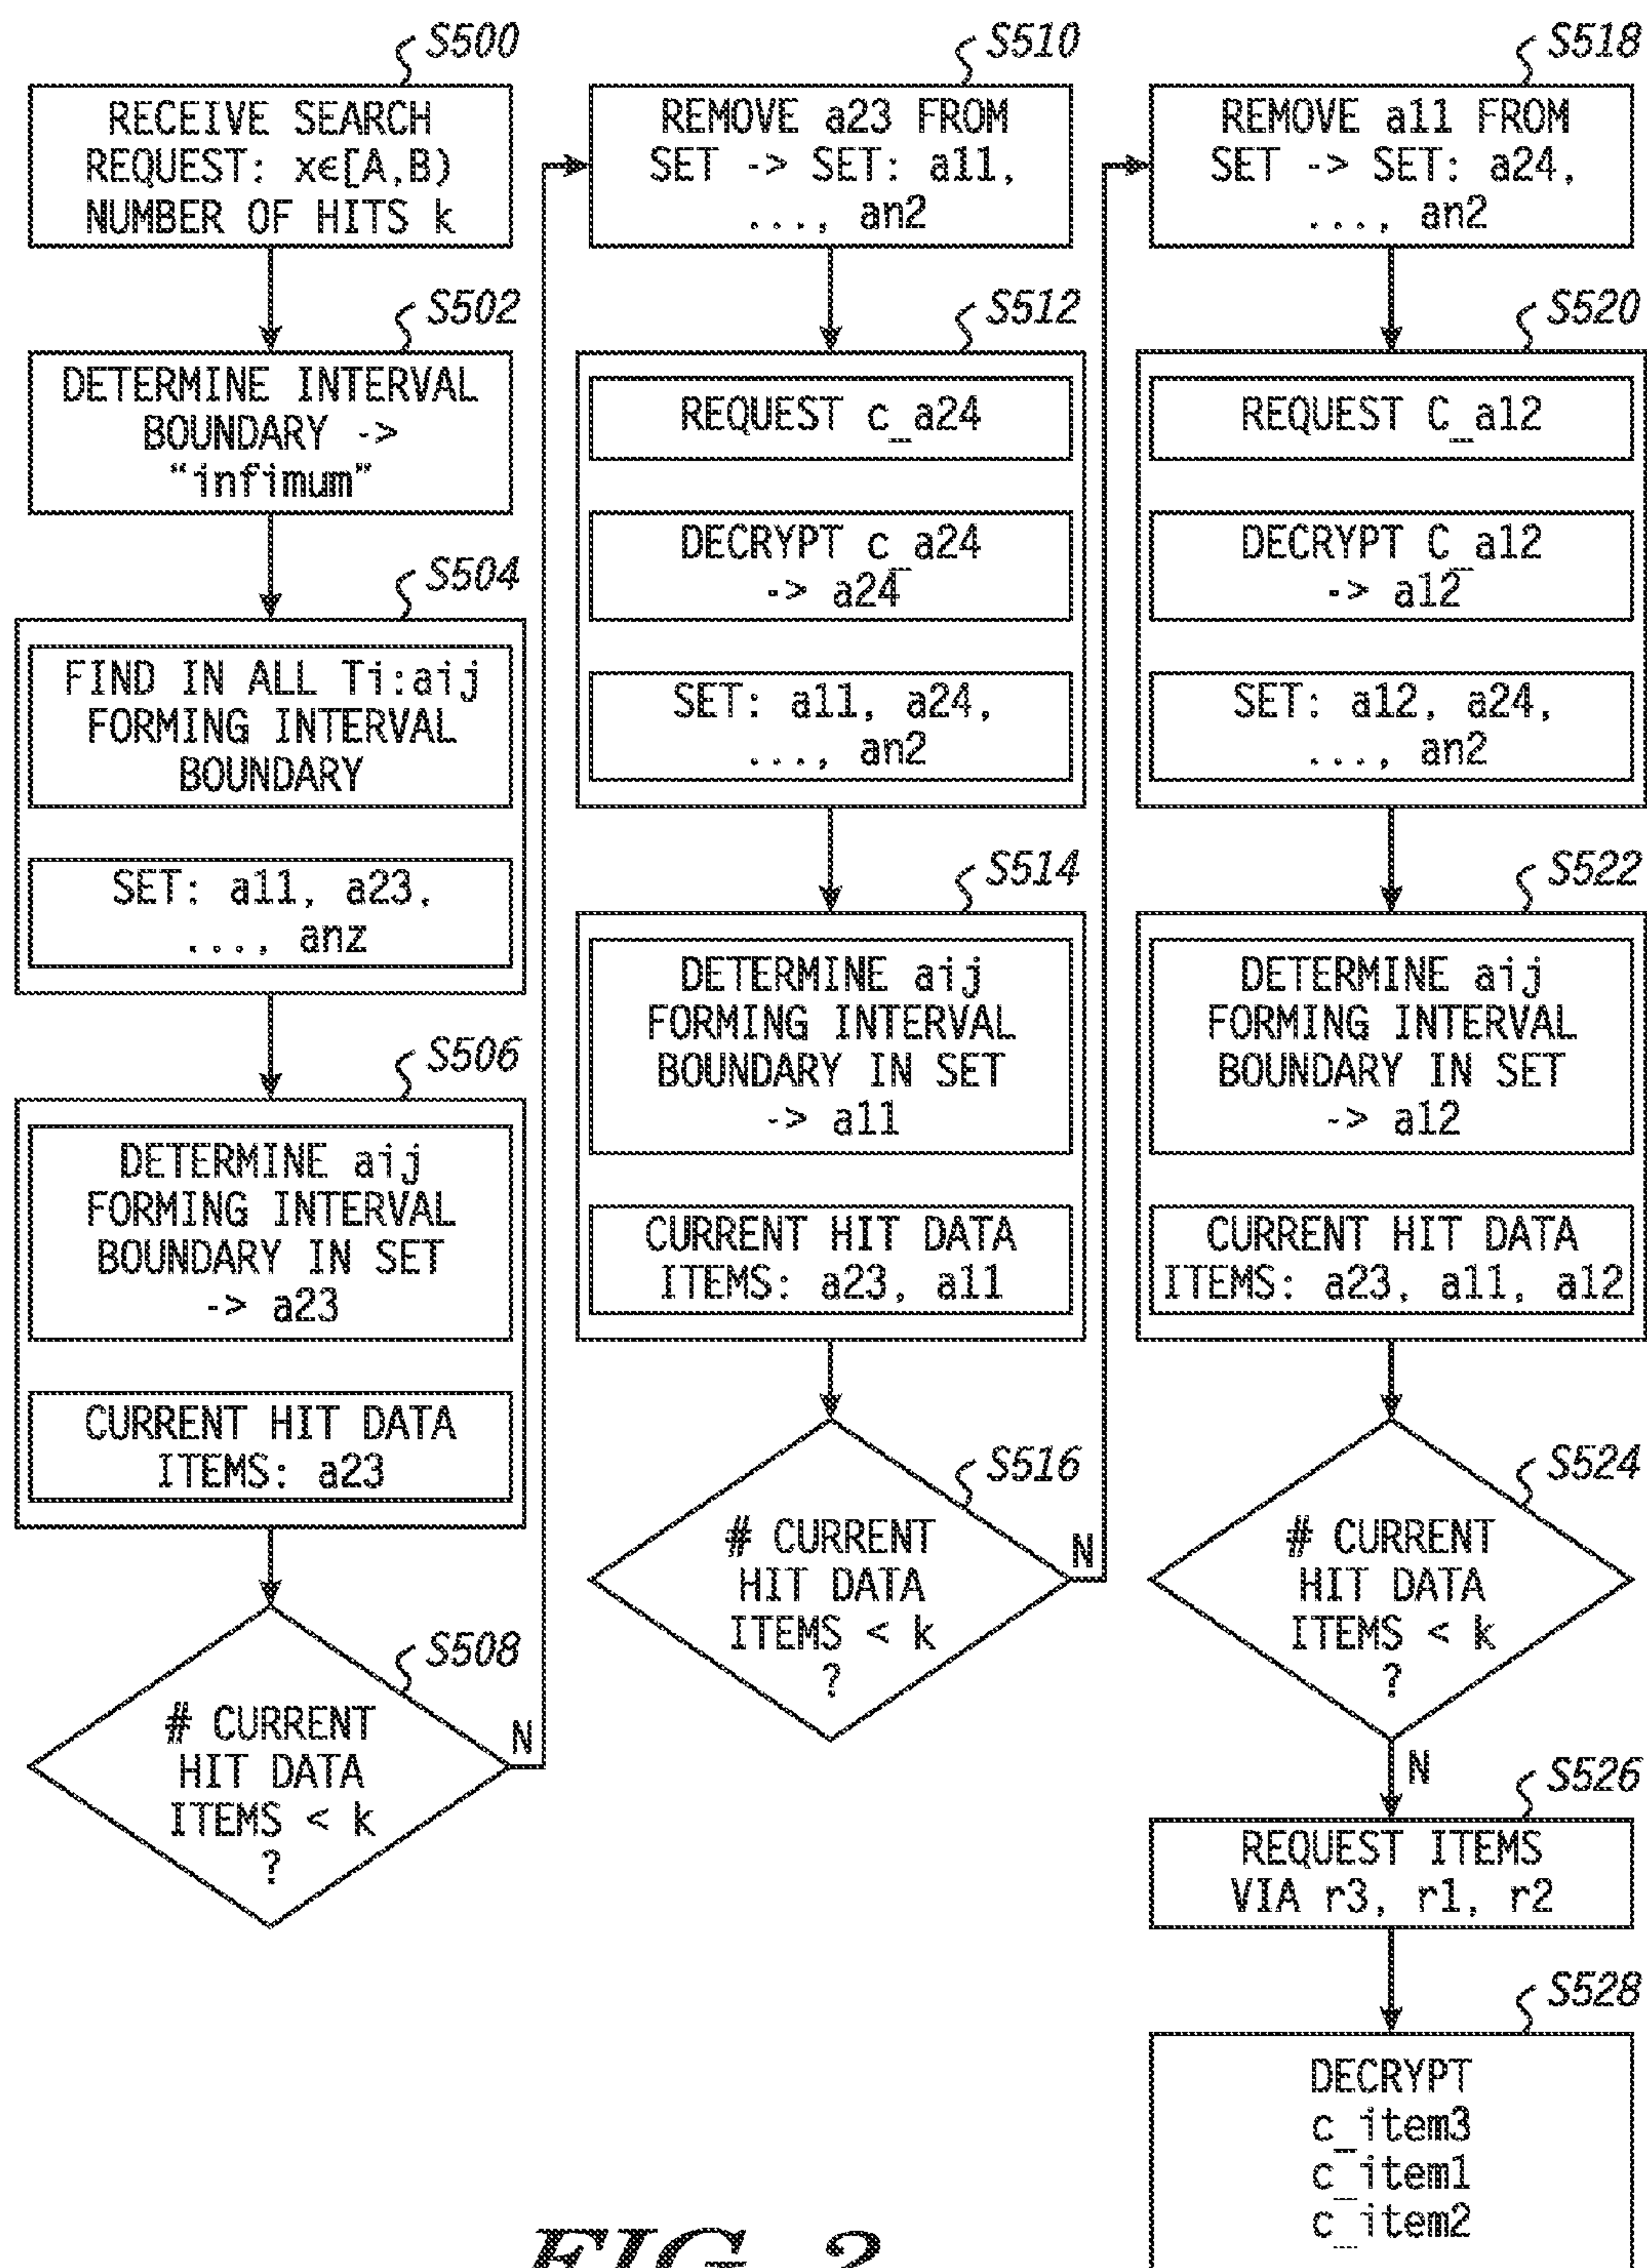 S500
RECEIVE SEARCH
REQUEST: x∈[A,B)
NUMBER OF HITS k
S502
DETERMINE INTERVAL
BOUNDARY ->
"infimum"
S504
FIND IN ALL Ti:aij
FORMING INTERVAL
BOUNDARY
SET: a11, a23,
..., anz
S506
DETERMINE aij
FORMING INTERVAL
BOUNDARY IN SET
-> a23
CURRENT HIT DATA
ITEMS: a23
S508
# CURRENT
HIT DATA
ITEMS < k
?
N
S510
REMOVE a23 FROM
SET -> SET: a11,
..., an2
S512
REQUEST c_a24
DECRYPT c_a24
-> a24
SET: a11, a24,
..., an2
S514
DETERMINE aij
FORMING INTERVAL
BOUNDARY IN SET
-> a11
CURRENT HIT DATA
ITEMS: a23, a11
S516
# CURRENT
HIT DATA
ITEMS < k
?
N
S518
REMOVE a11 FROM
SET -> SET: a24,
..., an2
S520
REQUEST C_a12
DECRYPT C_a12
-> a12
SET: a12, a24,
..., an2
S522
DETERMINE aij
FORMING INTERVAL
BOUNDARY IN SET
-> a12
CURRENT HIT DATA
ITEMS: a23, a11, a12
S524
# CURRENT
HIT DATA
ITEMS < k
?
N
S526
REQUEST ITEMS
VIA r3, r1, r2
S528
DECRYPT
c_item3
c_item1
c_item2
FIG. 2